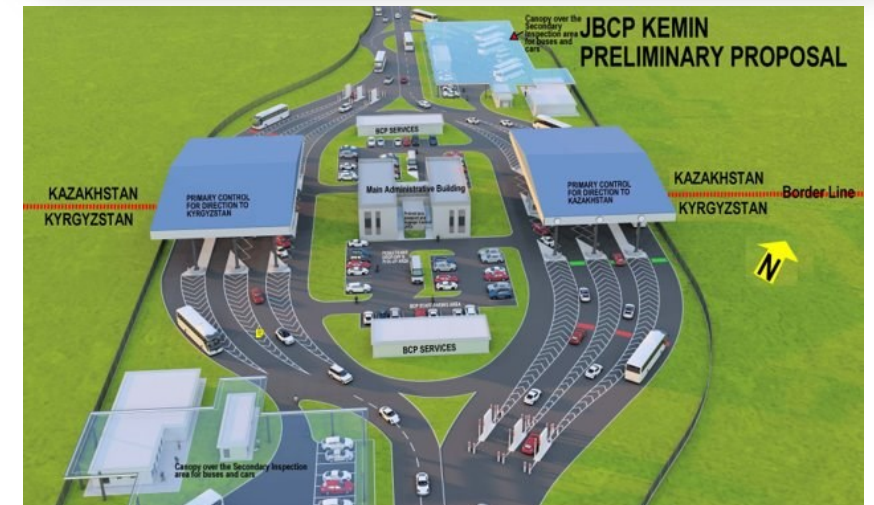 Canopy over the
Secondary
Inspection area
for buses and
cars
JBCP KEMIN
PRELIMINARY PROPOSAL
BCP SERVICES
KAZAKHSTAN
KYRGYZSTAN
PRIMARY CONTROL
FOR DIRECTION TO
KYRGYZSTAN
Main Administrative Building
PRIMARY CONTROL
FOR DIRECTION TO
KAZAKHSTAN
KAZAKHSTAN
KYRGYZSTAN
Border Line
N
BCP SERVICES
Canopy over the Secondary Inspection
area for buses and cars